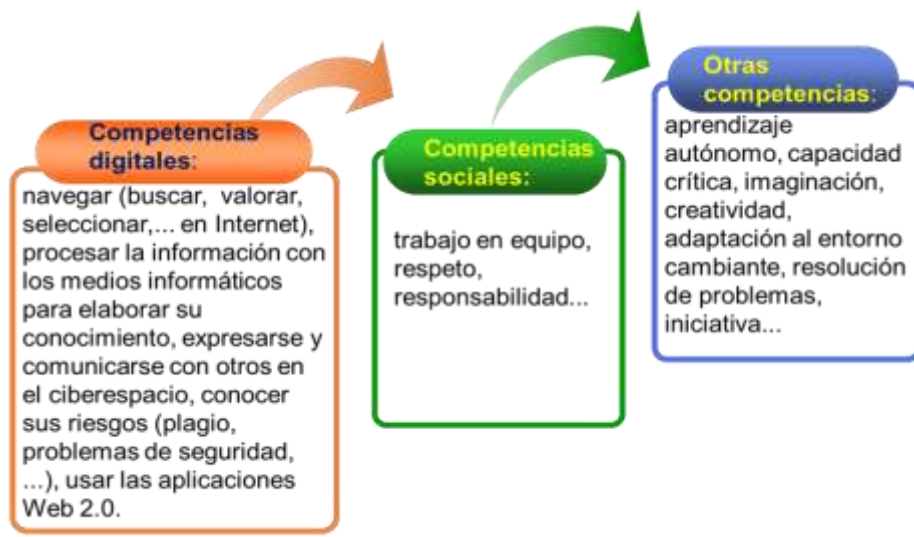 Competencias
digitales:
navegar (buscar, valorar,
seleccionar,... en Internet),
procesar la información con
los medios informáticos
para elaborar su
conocimiento, expresarse y
comunicarse con otros en
el ciberespacio, conocer
sus riesgos (plagio,
problemas de seguridad,
...), usar las aplicaciones
Web 2.0.
Competencias
sociales:
trabajo en equipo,
respeto,
responsabilidad...
Otras
competencias:
aprendizaje
autónomo, capacidad
crítica, imaginación,
creatividad,
adaptación al entorno
cambiante, resolución
de problemas,
iniciativa...